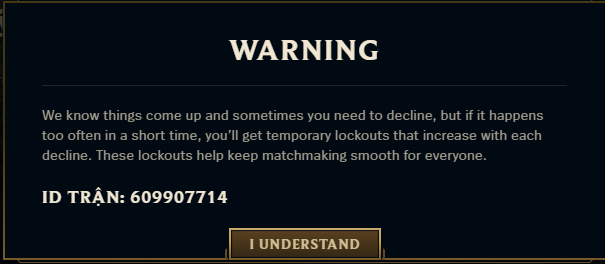 WARNING
We know things come up and sometimes you need to decline, but if it happens
too often in a short time, you'll get temporary lockouts that increase with each
decline. These lockouts help keep matchmaking smooth for everyone.
ID TRẬN: 609907714
I UNDERSTAND